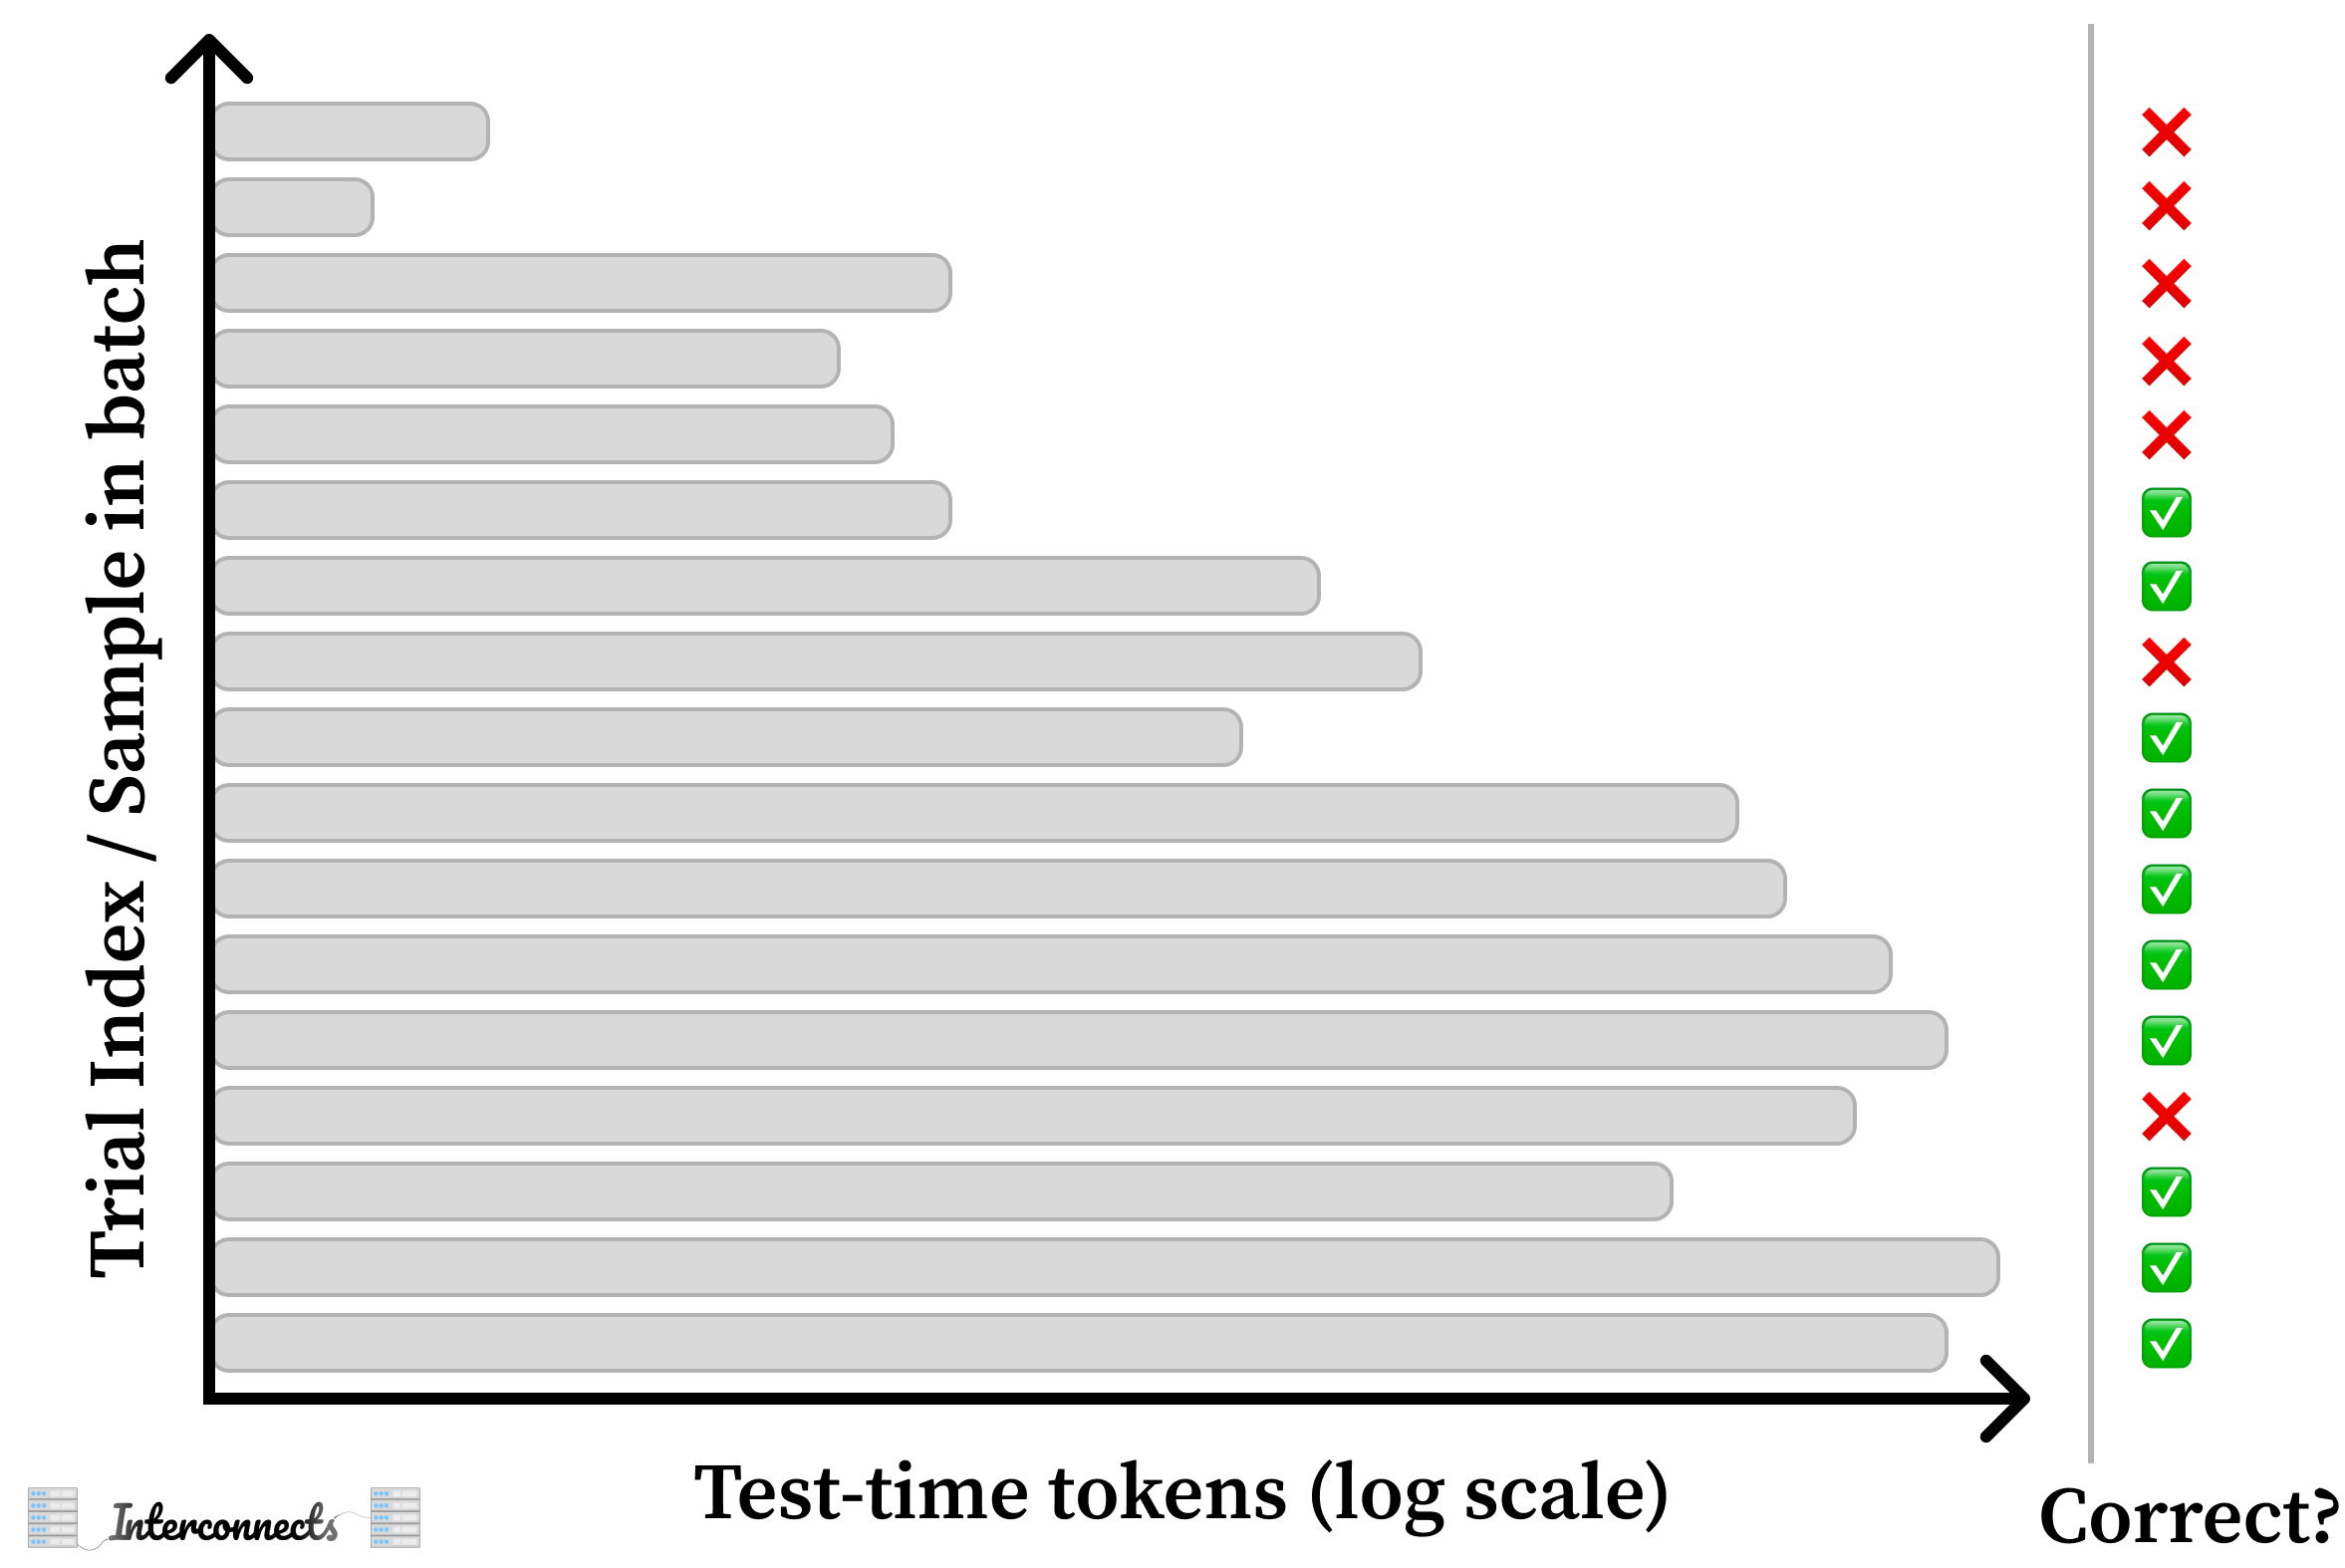 Trial Index / Sample in batch
Test-time tokens (log scale)
Correct?
Interconnects